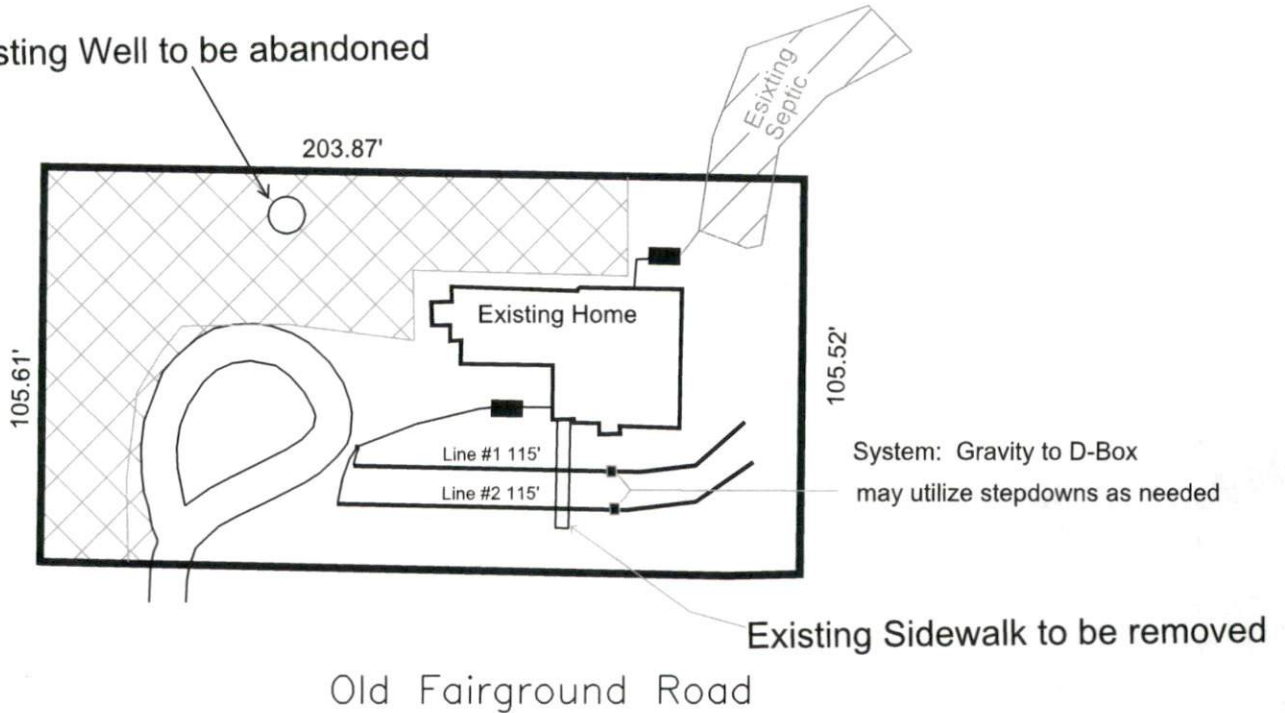 sting Well to be abandoned
Esixting
Septic
203.87'
Existing Home
105.61'
105.52'
Line #1 115'
Line #2 115'
System: Gravity to D-Box
may utilize stepdowns as needed
Existing Sidewalk to be removed
Old Fairground Road